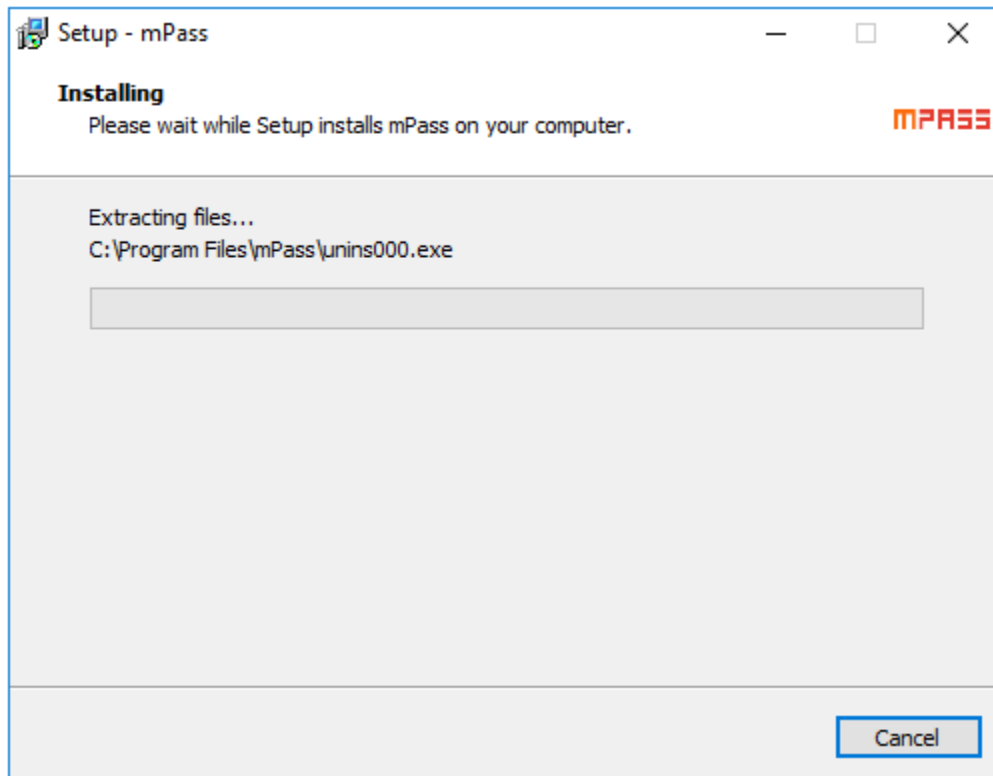 Setup - mPass
Installing
Please wait while Setup installs mPass on your computer.
mPASS
Extracting files...
C:\Program Files\mPass\unins000.exe
Cancel